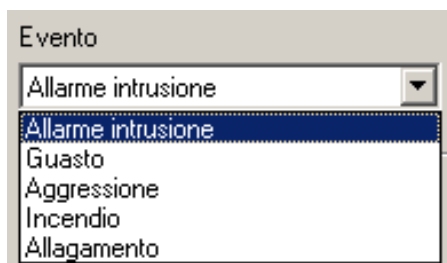 Evento
Allarme intrusione
Allarme intrusione
Guasto
Aggressione
Incendio
Allagamento